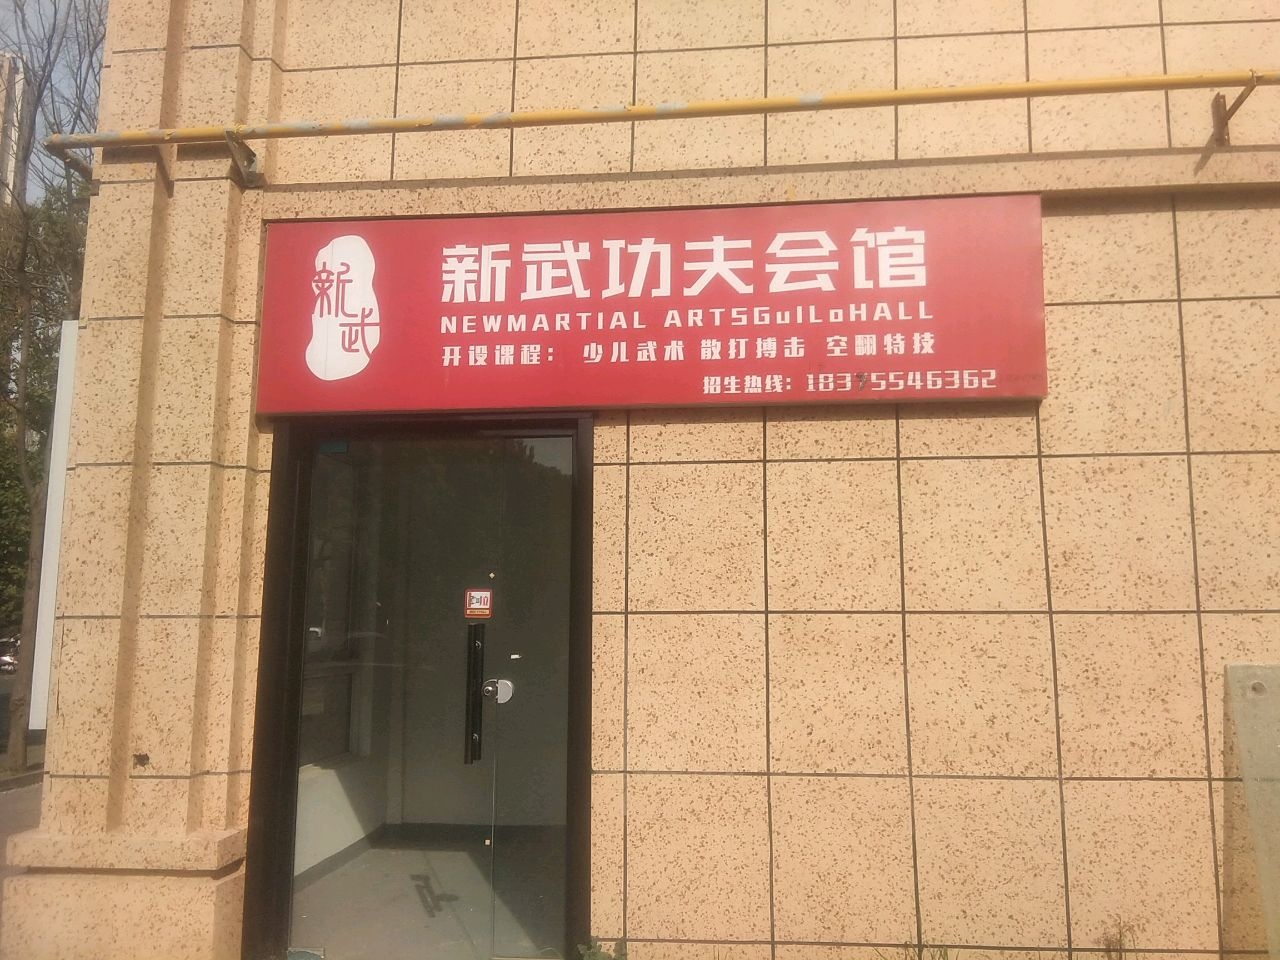 新武
新武功夫会馆
NEWMARTIAL ARTSGuILoHALL
开设课程： 少儿武术 散打搏击 空翻特技
招生热线：